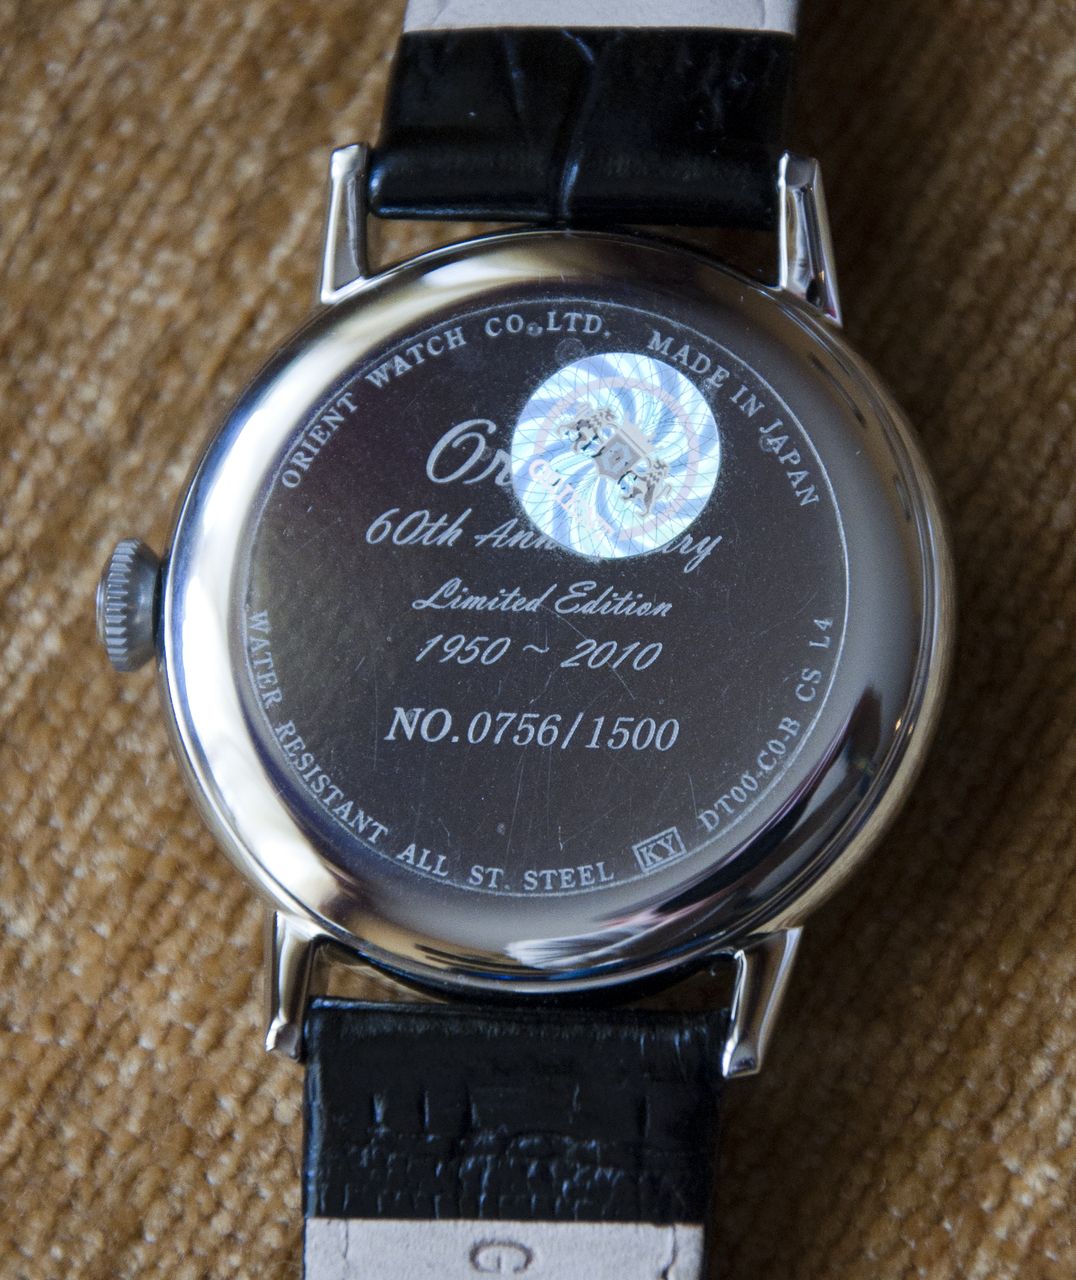 ORIENT WATCH CO.,LTD. MADE IN JAPAN
60th
Limited Edition
1950 ~ 2010
NO.0756/1500
WATER RESISTANT ALL ST. STEEL KY DT00-C0-B CS L4
G